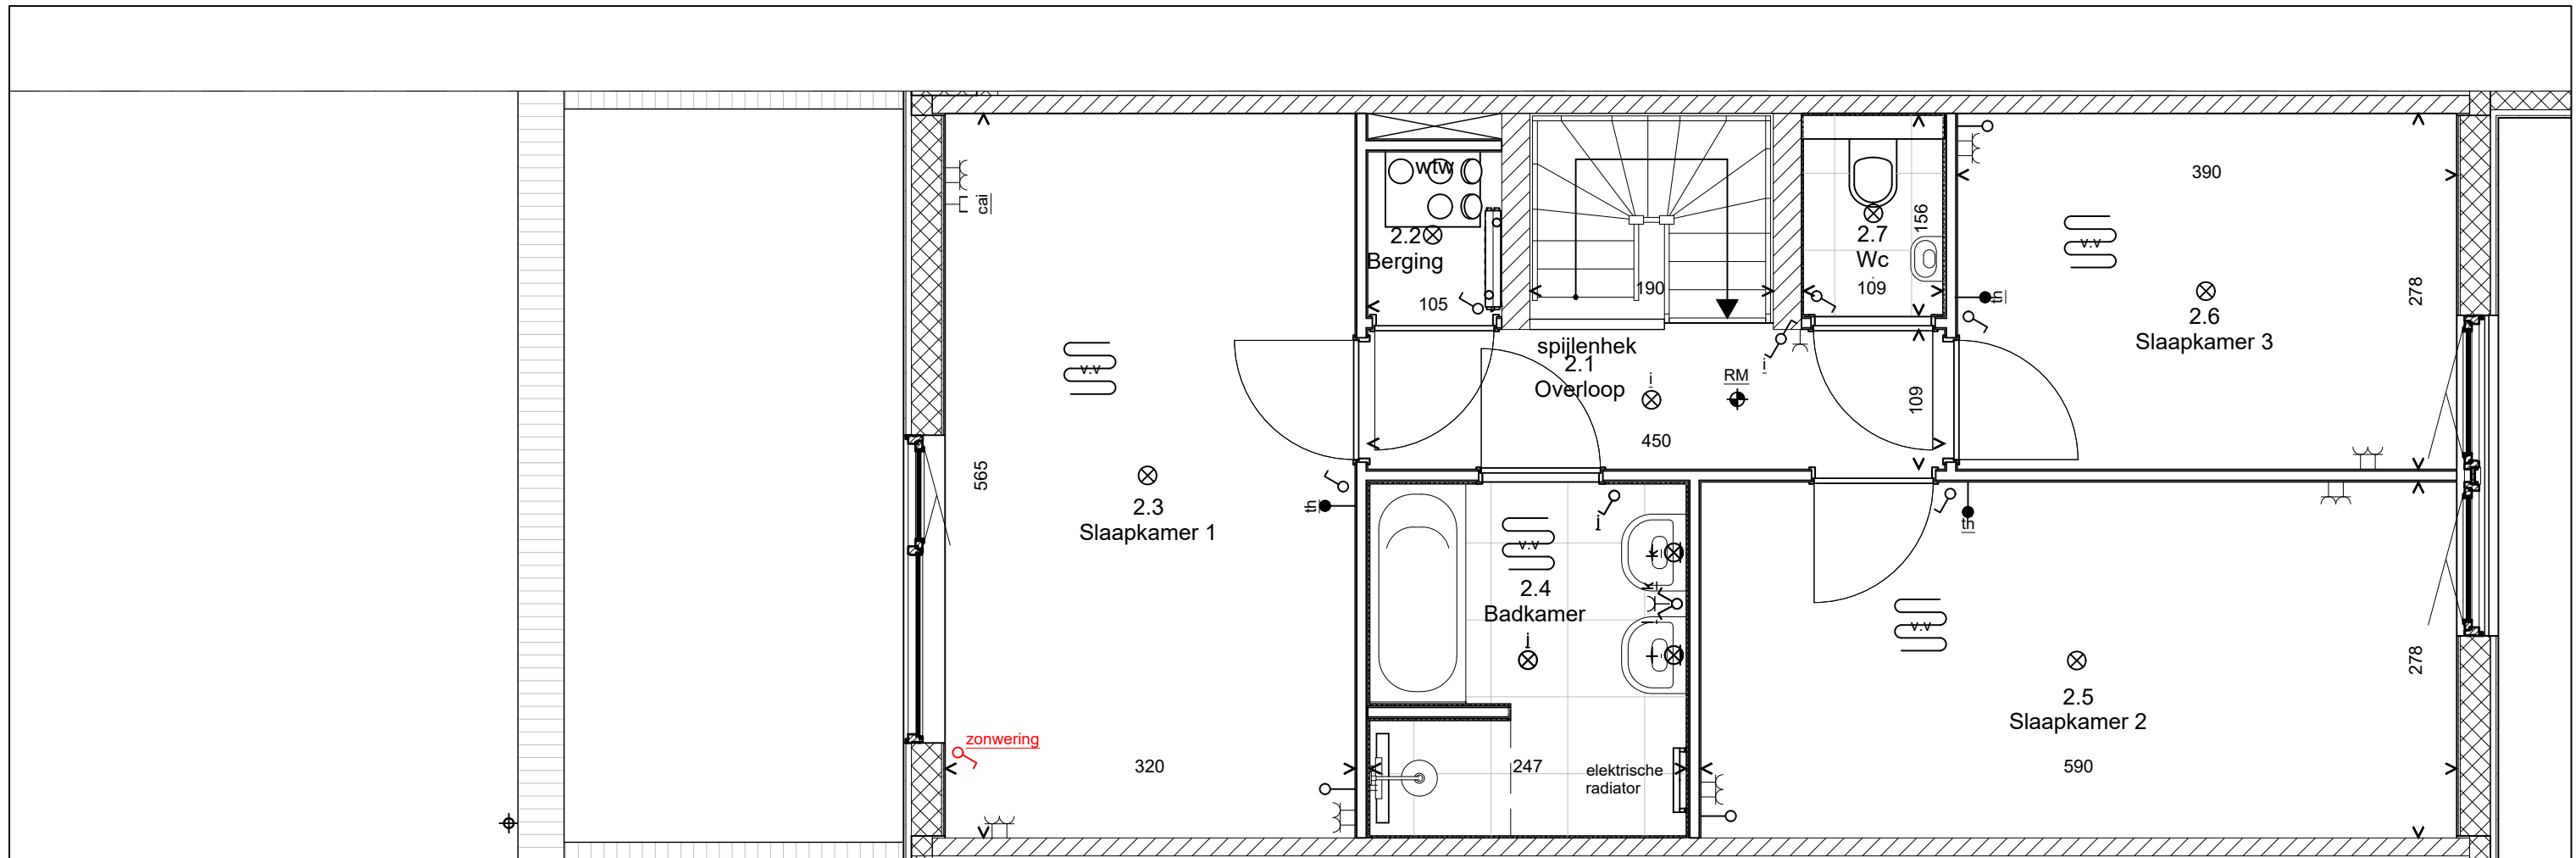 cai
565
v.v
2.3
Slaapkamer 1
th
zonwering
320
wtw
2.2
Berging
105
190
spijlenhek
2.1
Overloop
i
RM
i
450
109
2.7
Wc
109
156
390
v.v
2.6
Slaapkamer 3
278
th
j
v.v
2.4
Badkamer
j
k
k
247
elektrische
radiator
th
v.v
2.5
Slaapkamer 2
278
590